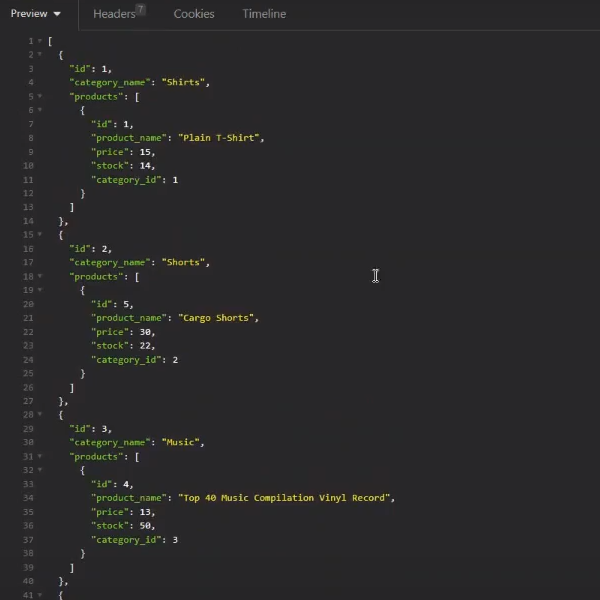 Preview Headers 7 Cookies Timeline
1 [
2 {
3 "id": 1,
4 "category_name": "Shirts",
5 "products": [
6 {
7 "id": 1,
8 "product_name": "Plain T-Shirt",
9 "price": 15,
10 "stock": 14,
11 "category_id": 1
12 }
13 ]
14 },
15 {
16 "id": 2,
17 "category_name": "Shorts",
18 "products": [
19 {
20 "id": 5,
21 "product_name": "Cargo Shorts",
22 "price": 30,
23 "stock": 22,
24 "category_id": 2
25 }
26 ]
27 },
28 {
29 "id": 3,
30 "category_name": "Music",
31 "products": [
32 {
33 "id": 4,
34 "product_name": "Top 40 Music Compilation Vinyl Record",
35 "price": 13,
36 "stock": 50,
37 "category_id": 3
38 }
39 ]
40 },
41 {